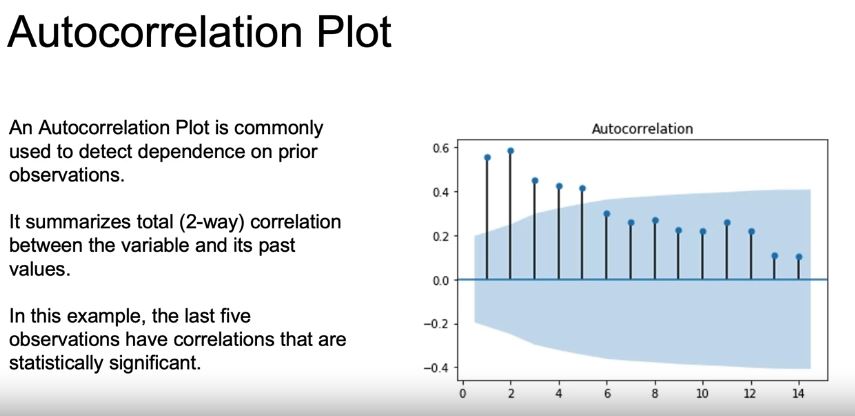 Autocorrelation Plot
An Autocorrelation Plot is commonly
used to detect dependence on prior
observations.
It summarizes total (2-way) correlation
between the variable and its past
values.
In this example, the last five
observations have correlations that are
statistically significant.
Autocorrelation
0.6
0.4
0.2
0.0
−0.2
−0.4
0 2 4 6 8 10 12 14